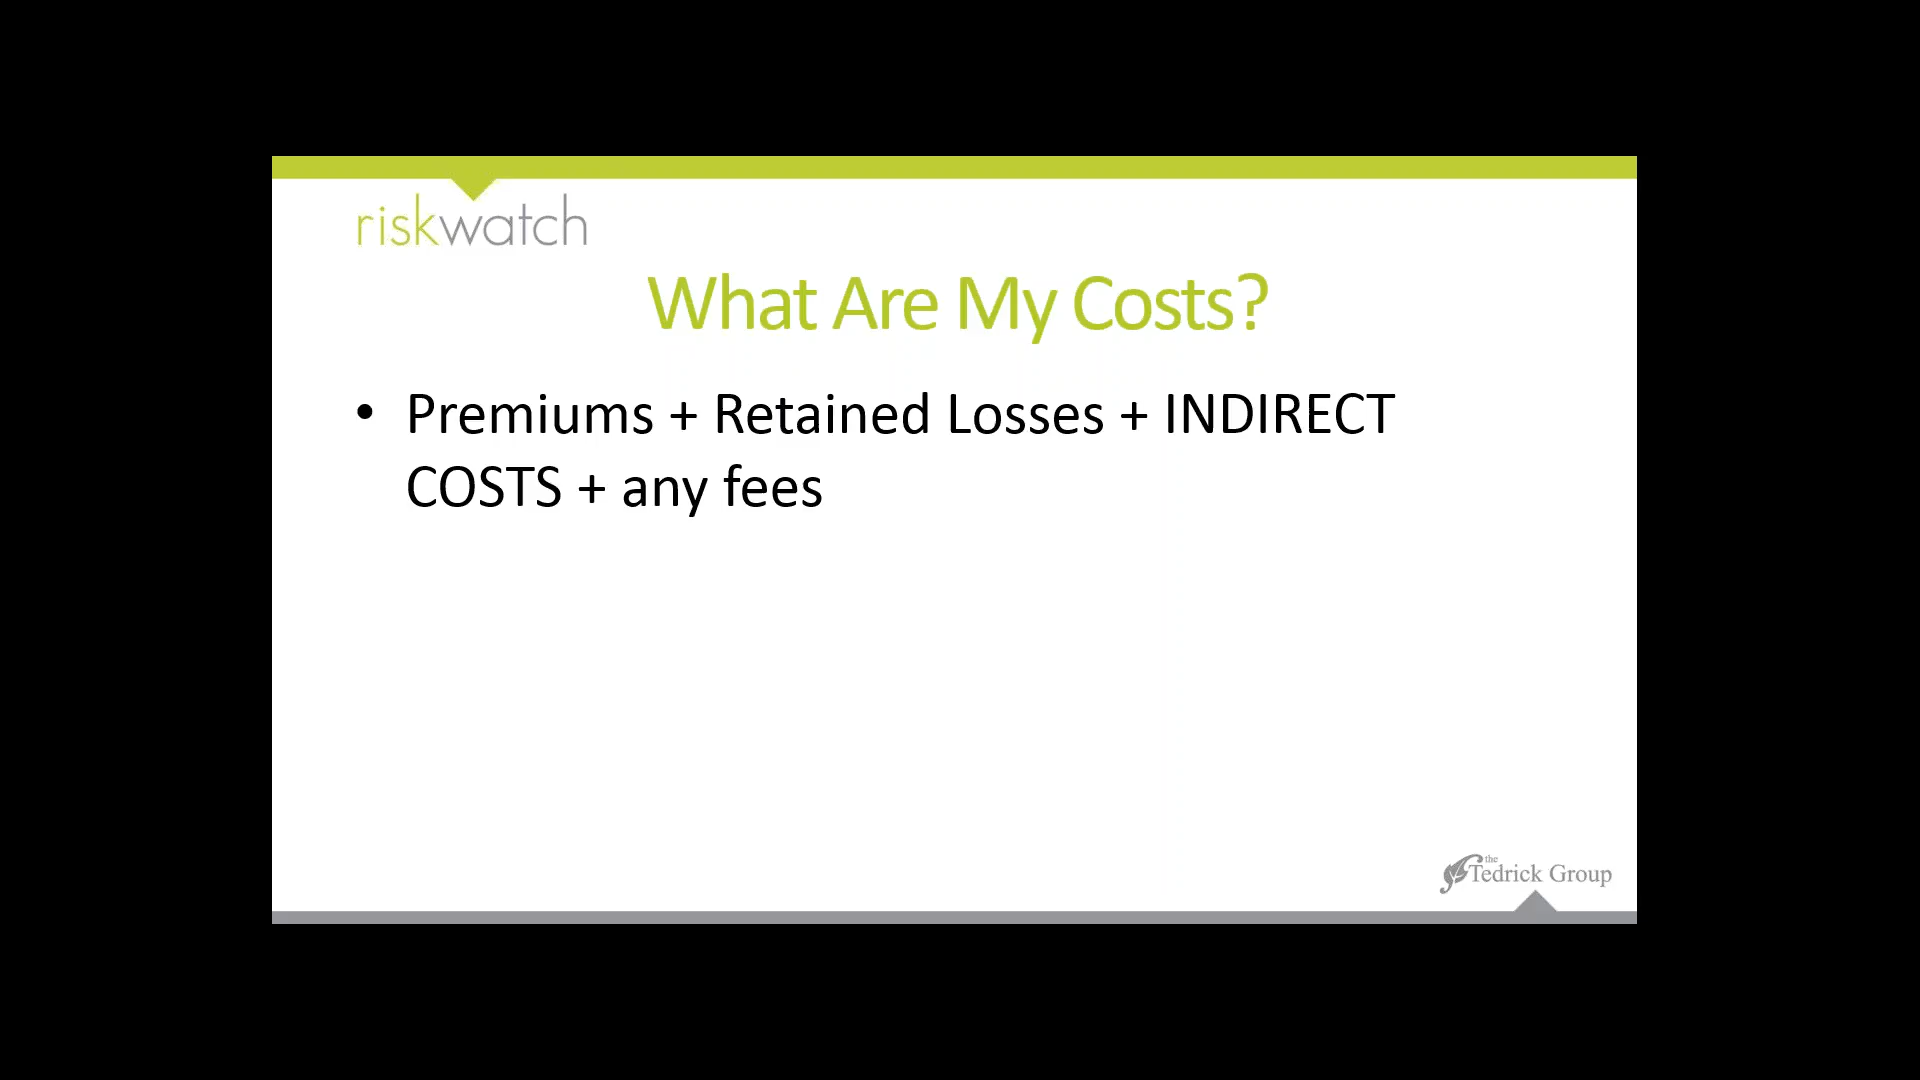 riskwatch
What Are My Costs?
• Premiums + Retained Losses + INDIRECT
COSTS + any fees
the
Tedrick Group